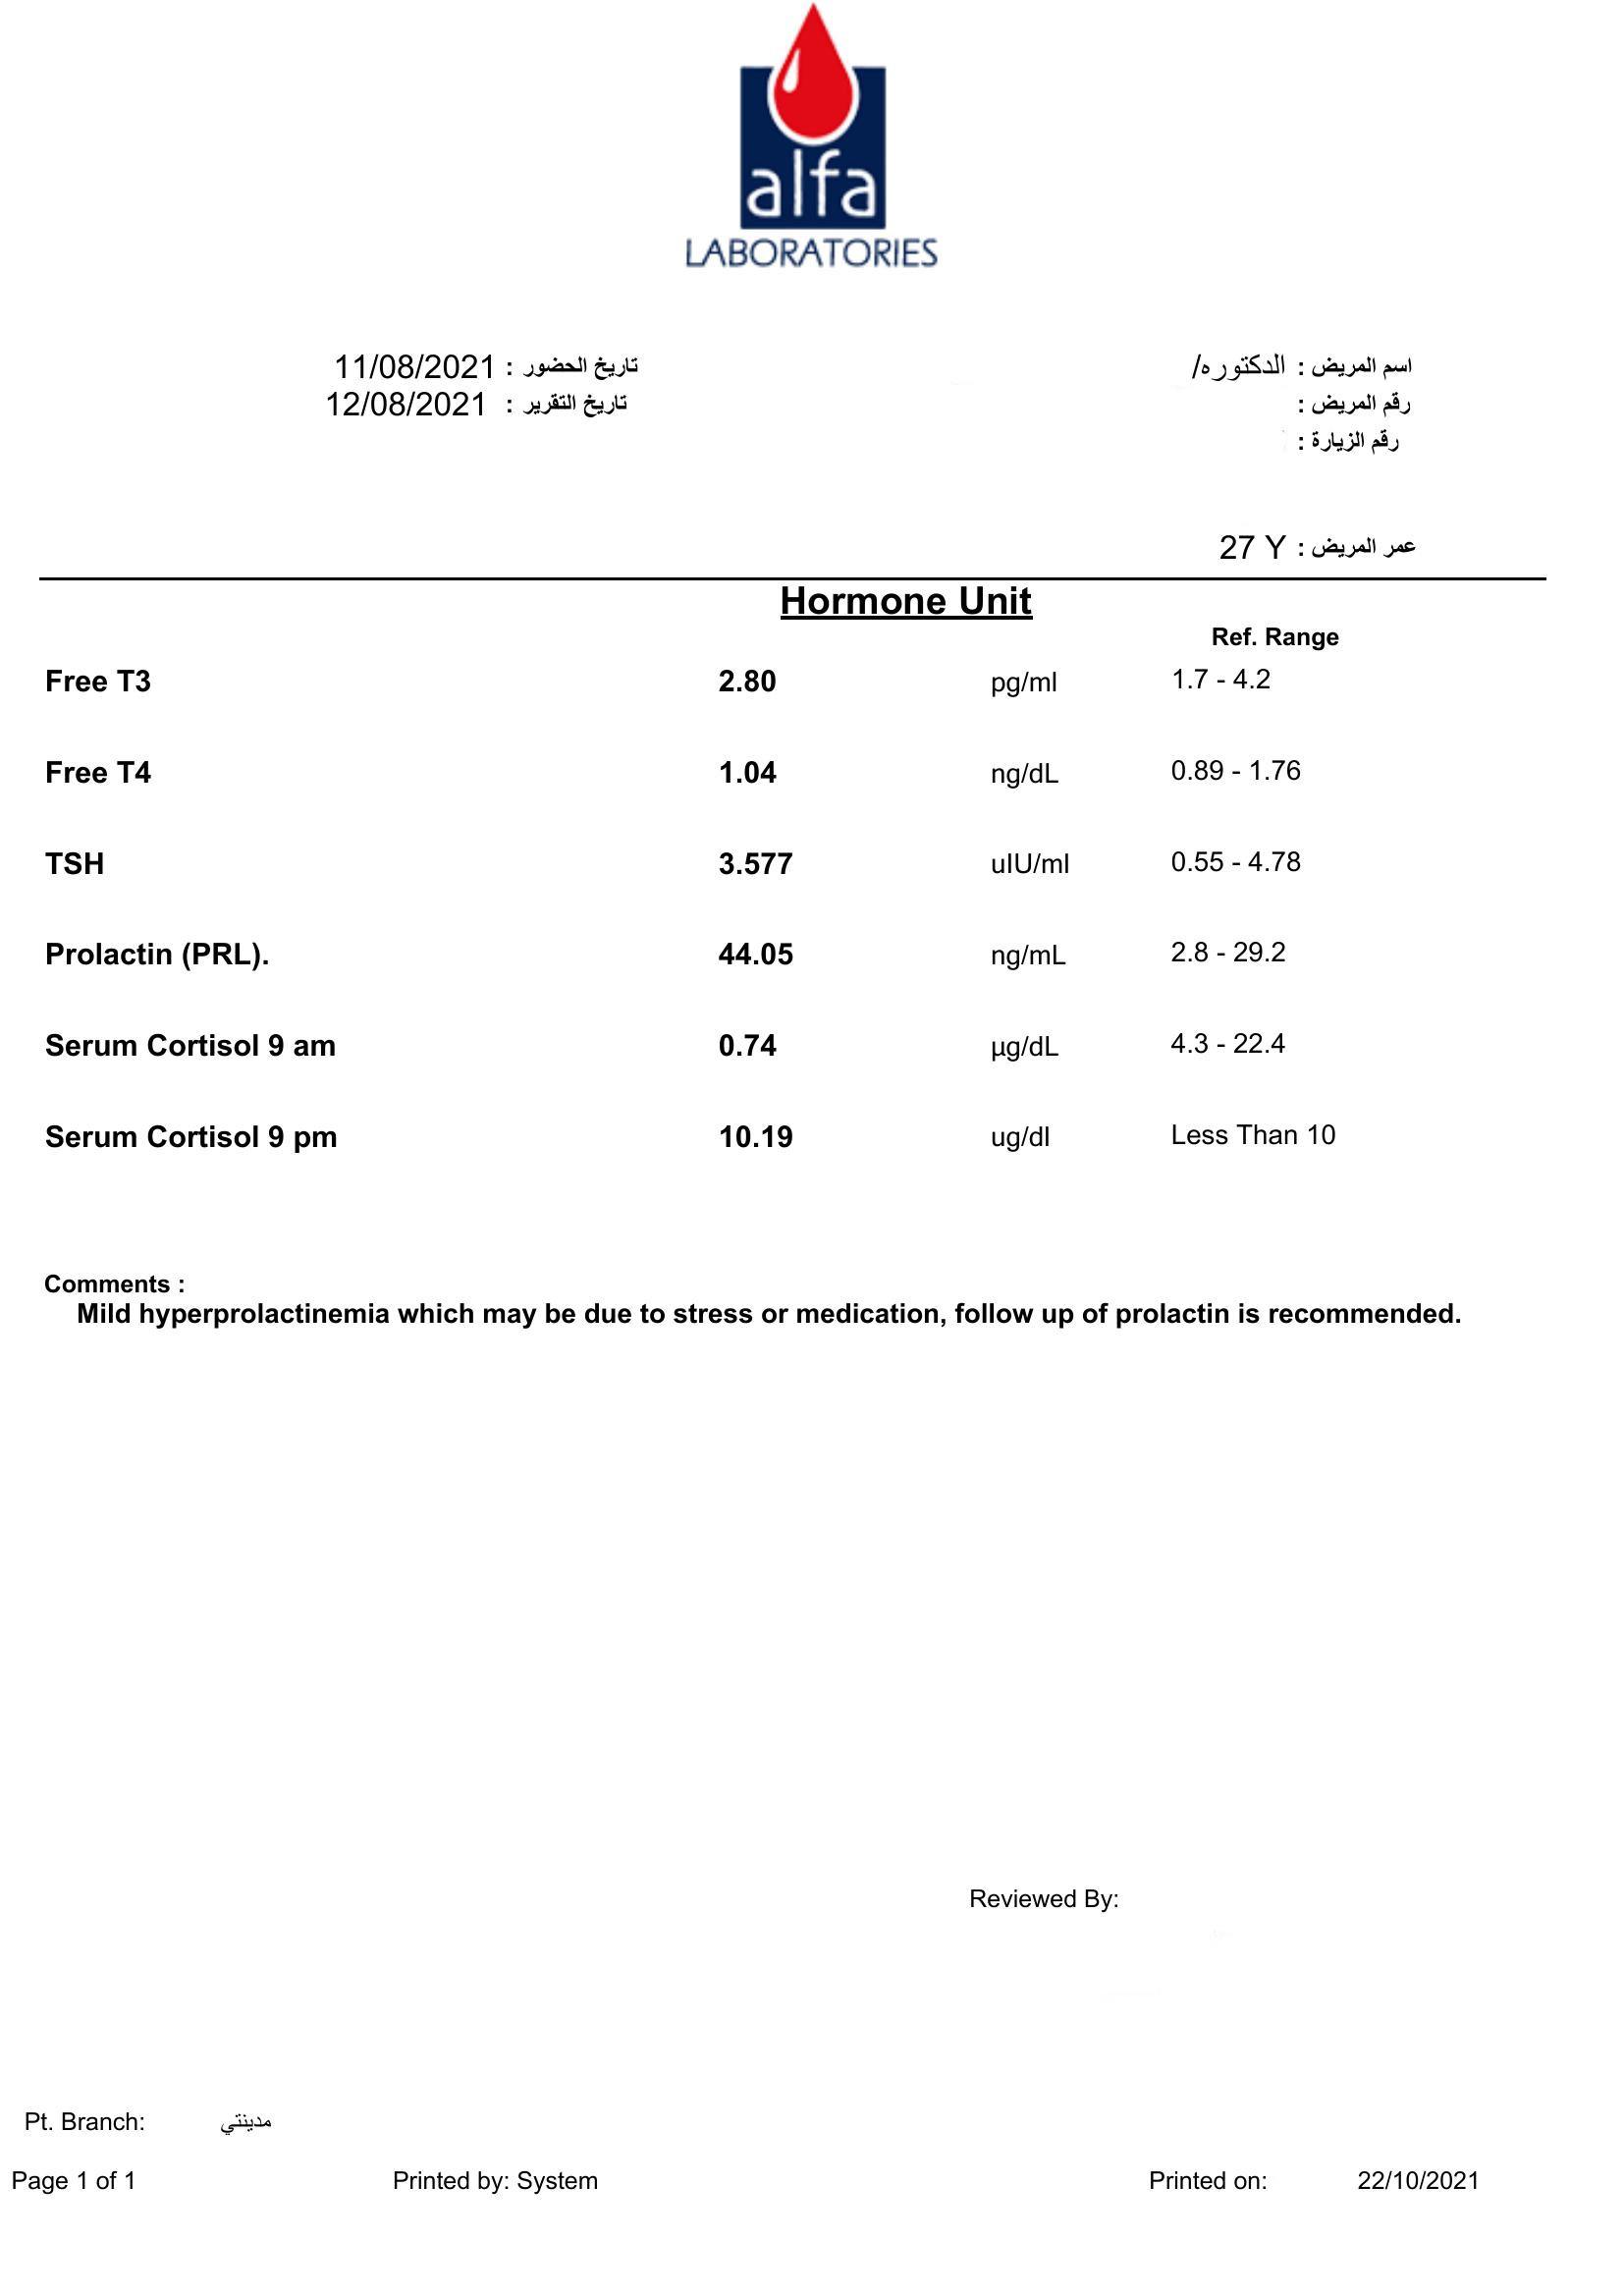 alfa
LABORATORIES
اسم المريض : الدكتوره/ تاريخ الحضور : 11/08/2021
رقم المريض : تاريخ التقرير : 12/08/2021
رقم الزيارة :
عمر المريض : 27 Y
Hormone Unit
Ref. Range
Free T3 2.80 pg/ml 1.7 - 4.2
Free T4 1.04 ng/dL 0.89 - 1.76
TSH 3.577 uIU/ml 0.55 - 4.78
Prolactin (PRL). 44.05 ng/mL 2.8 - 29.2
Serum Cortisol 9 am 0.74 µg/dL 4.3 - 22.4
Serum Cortisol 9 pm 10.19 ug/dl Less Than 10
Comments :
Mild hyperprolactinemia which may be due to stress or medication, follow up of prolactin is recommended.
Reviewed By:
Pt. Branch: مدينتي
Page 1 of 1 Printed by: System Printed on: 22/10/2021